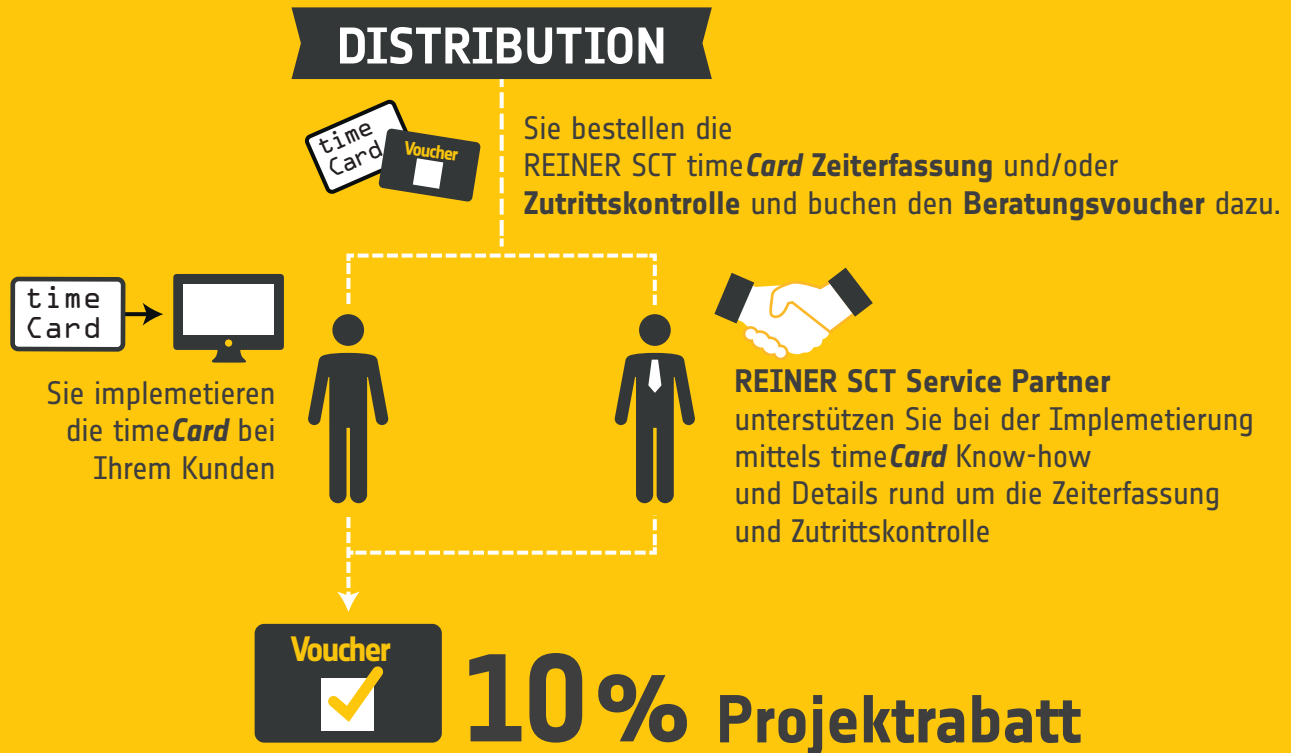 DISTRIBUTION
time
Card
Voucher
Sie bestellen die
REINER SCT timeCard Zeiterfassung und/oder
Zutrittskontrolle und buchen den Beratungsvoucher dazu.
time
Card
Sie implemetieren
die timeCard bei
Ihrem Kunden
REINER SCT Service Partner
unterstützen Sie bei der Implemetierung
mittels timeCard Know-how
und Details rund um die Zeiterfassung
und Zutrittskontrolle
Voucher
10% Projektrabatt